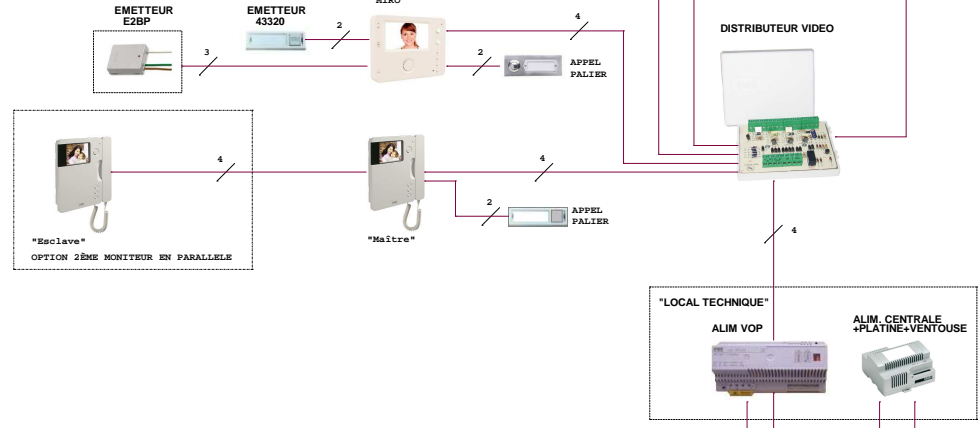 MIRO
EMETTEUR
E2BP
EMETTEUR
43320
2
4
DISTRIBUTEUR VIDEO
3
2
APPEL
PALIER
4
4
2
APPEL
PALIER
"Esclave"
"Maître"
OPTION 2ÈME MONITEUR EN PARALLELE
4
"LOCAL TECHNIQUE"
ALIM VOP
ALIM. CENTRALE
+PLATINE+VENTOUSE